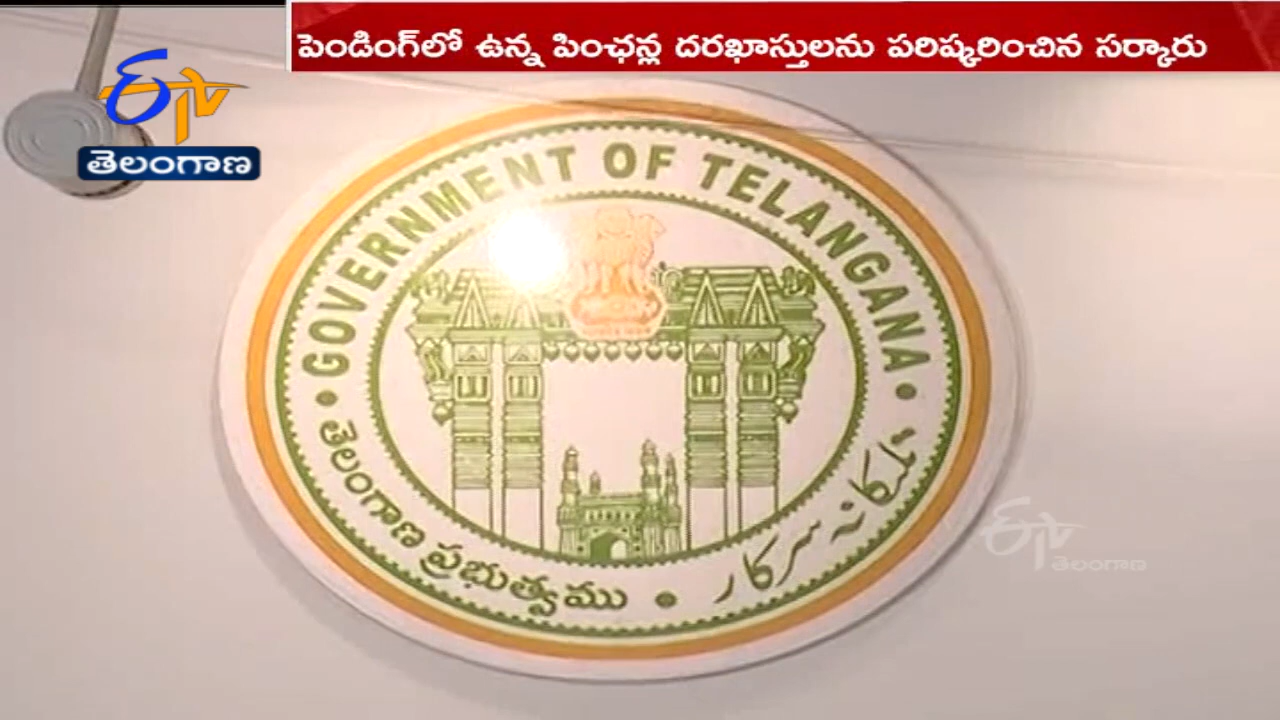 పెండింగ్‌లో ఉన్న పింఛన్ల దరఖాస్తులను పరిష్కరించిన సర్కారు
ETV
తెలంగాణ
GOVERNMENT OF TELANGANA
తెలంగాణ ప్రభుత్వము
تلنگانہ سرکار
ETV
తెలంగాణ